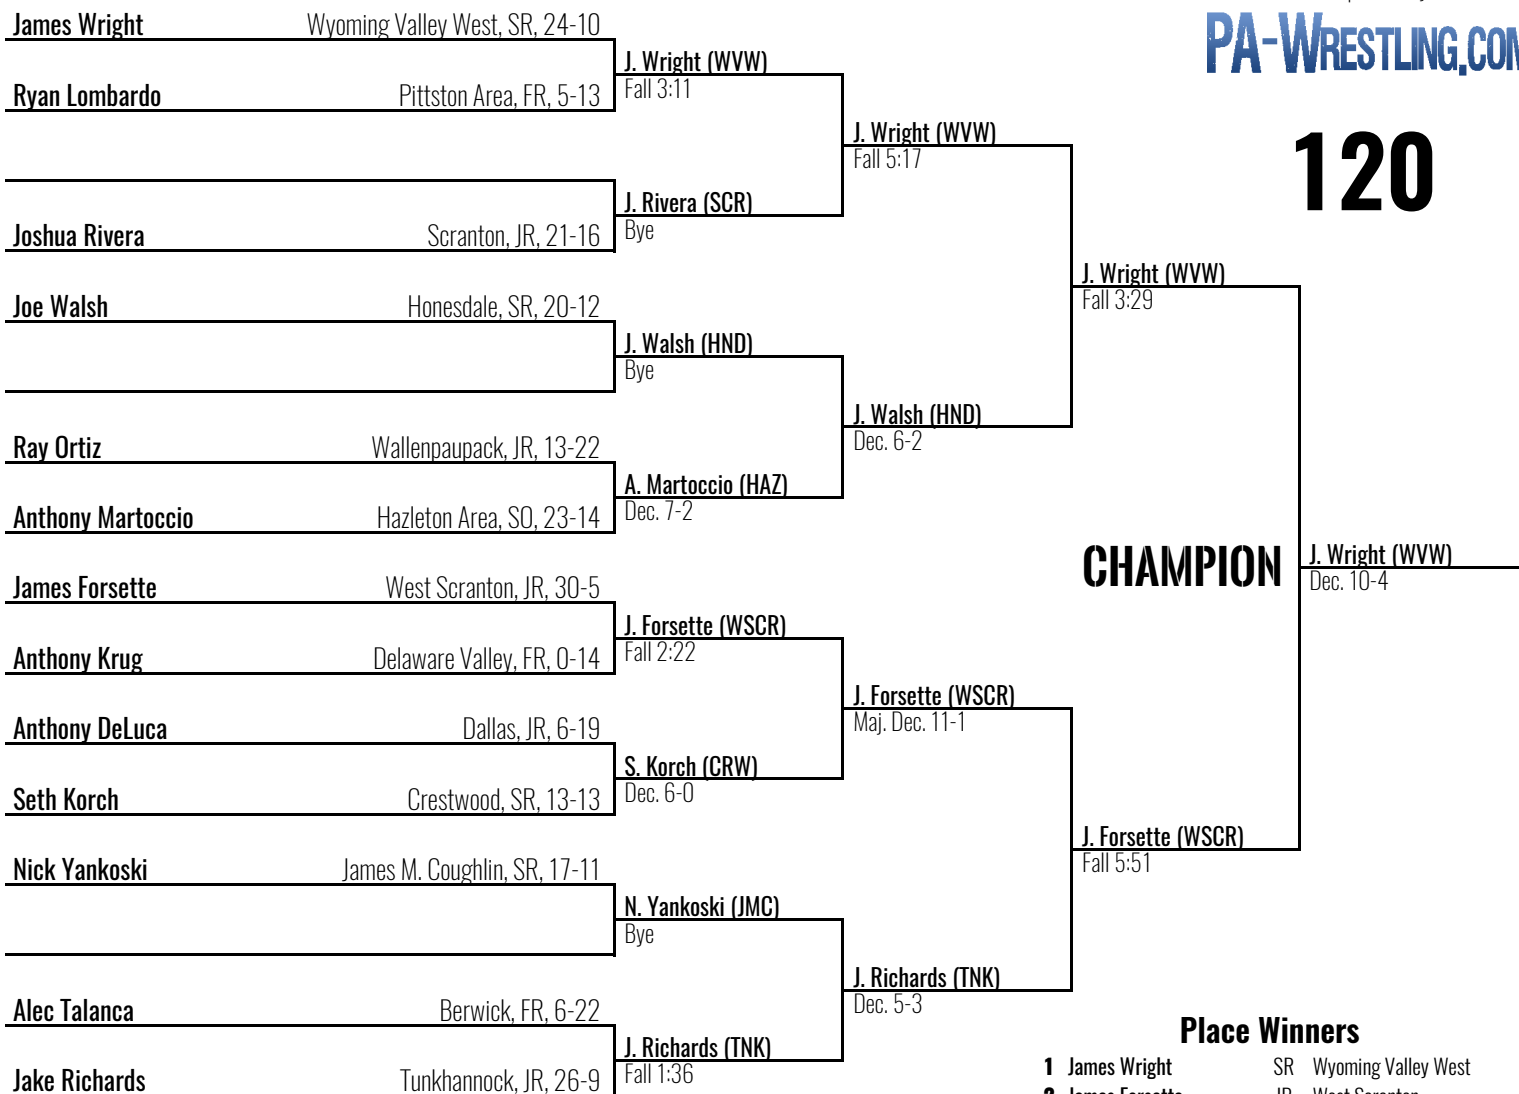 James Wright Wyoming Valley West, SR, 24-10
J. Wright (WVW)
Fall 3:11
Ryan Lombardo Pittston Area, FR, 5-13
J. Wright (WVW)
Fall 5:17
J. Rivera (SCR)
Bye
Joshua Rivera Scranton, JR, 21-16
J. Wright (WVW)
Fall 3:29
Joe Walsh Honesdale, SR, 20-12
J. Walsh (HND)
Bye
J. Walsh (HND)
Dec. 6-2
Ray Ortiz Wallenpaupack, JR, 13-22
A. Martoccio (HAZ)
Dec. 7-2
Anthony Martoccio Hazleton Area, SO, 23-14
CHAMPION
J. Wright (WVW)
Dec. 10-4
James Forsette West Scranton, JR, 30-5
J. Forsette (WSCR)
Fall 2:22
Anthony Krug Delaware Valley, FR, 0-14
J. Forsette (WSCR)
Maj. Dec. 11-1
Anthony DeLuca Dallas, JR, 6-19
S. Korch (CRW)
Dec. 6-0
Seth Korch Crestwood, SR, 13-13
J. Forsette (WSCR)
Fall 5:51
Nick Yankoski James M. Coughlin, SR, 17-11
N. Yankoski (JMC)
Bye
J. Richards (TNK)
Dec. 5-3
Alec Talanca Berwick, FR, 6-22
J. Richards (TNK)
Fall 1:36
Jake Richards Tunkhannock, JR, 26-9
PA-WRESTLING.COM
120
Place Winners
1 James Wright SR Wyoming Valley West
2 James Forsette JR West Scranton